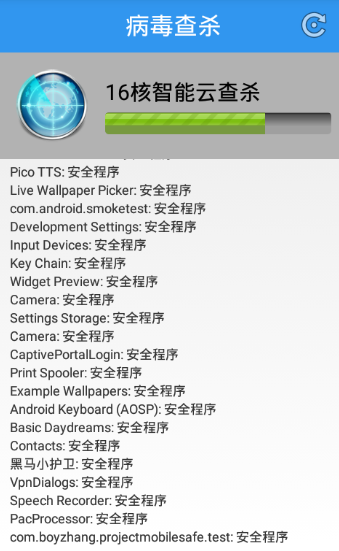 病毒查杀
16核智能云查杀
Pico TTS: 安全程序
Live Wallpaper Picker: 安全程序
com.android.smoketest: 安全程序
Development Settings: 安全程序
Input Devices: 安全程序
Key Chain: 安全程序
Widget Preview: 安全程序
Camera: 安全程序
Settings Storage: 安全程序
Camera: 安全程序
CaptivePortalLogin: 安全程序
Print Spooler: 安全程序
Example Wallpapers: 安全程序
Android Keyboard (AOSP): 安全程序
Basic Daydreams: 安全程序
Contacts: 安全程序
黑马小护卫: 安全程序
VpnDialogs: 安全程序
Speech Recorder: 安全程序
PacProcessor: 安全程序
com.boyzhang.projectmobilesafe.test: 安全程序